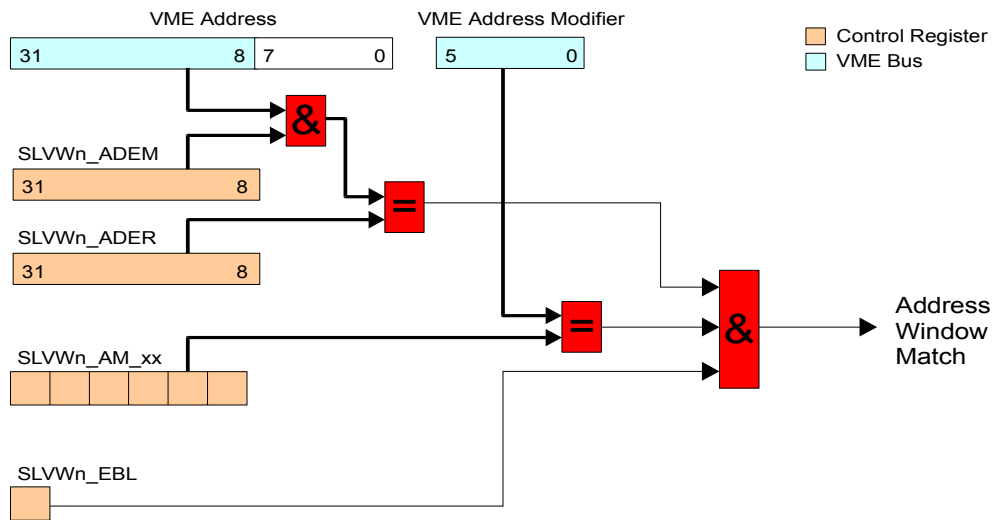 VME Address
VME Address Modifier
Control Register
VME Bus
31 8 7 0
5 0
&
SLVWn_ADEM
31 8
=
SLVWn_ADER
31 8
=
&
Address
Window
Match
SLVWn_AM_xx
SLVWn_EBL